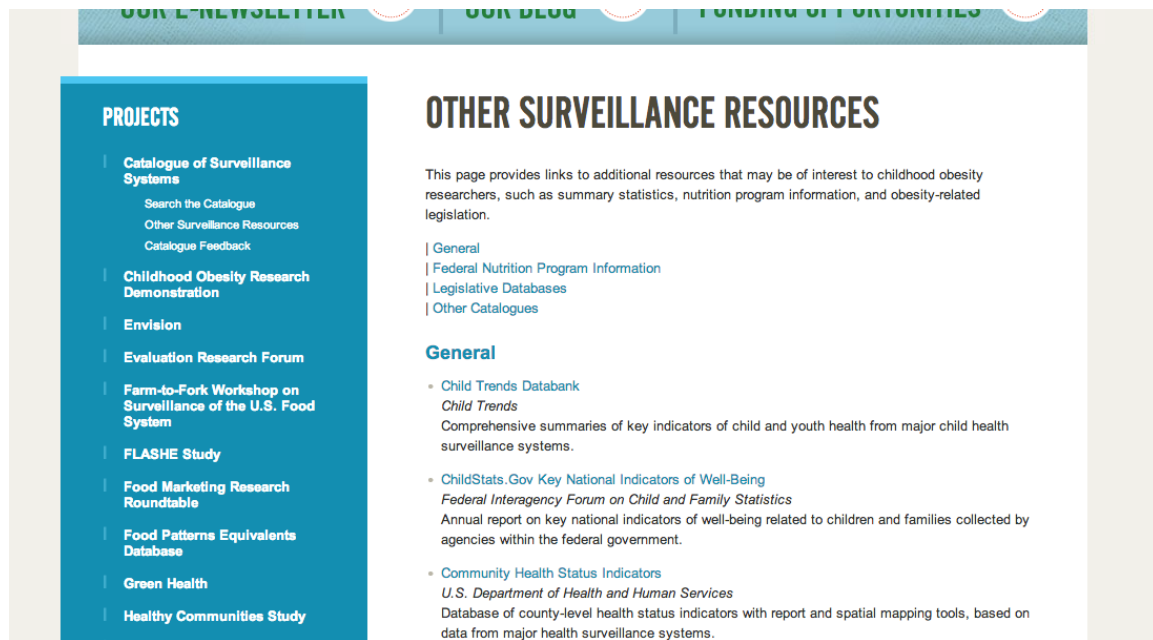 OUR E-NEWSLETTER
OUR BLOG
FUNDING OPPORTUNITIES
PROJECTS
Catalogue of Surveillance
Systems
Search the Catalogue
Other Surveillance Resources
Catalogue Feedback
Childhood Obesity Research
Demonstration
Envision
Evaluation Research Forum
Farm-to-Fork Workshop on
Surveillance of the U.S. Food
System
FLASHE Study
Food Marketing Research
Roundtable
Food Patterns Equivalents
Database
Green Health
Healthy Communities Study
OTHER SURVEILLANCE RESOURCES
This page provides links to additional resources that may be of interest to childhood obesity
researchers, such as summary statistics, nutrition program information, and obesity-related
legislation.
| General
| Federal Nutrition Program Information
| Legislative Databases
| Other Catalogues
General
• Child Trends Databank
Child Trends
Comprehensive summaries of key indicators of child and youth health from major child health
surveillance systems.
• ChildStats.Gov Key National Indicators of Well-Being
Federal Interagency Forum on Child and Family Statistics
Annual report on key national indicators of well-being related to children and families collected by
agencies within the federal government.
• Community Health Status Indicators
U.S. Department of Health and Human Services
Database of county-level health status indicators with report and spatial mapping tools, based on
data from major health surveillance systems.